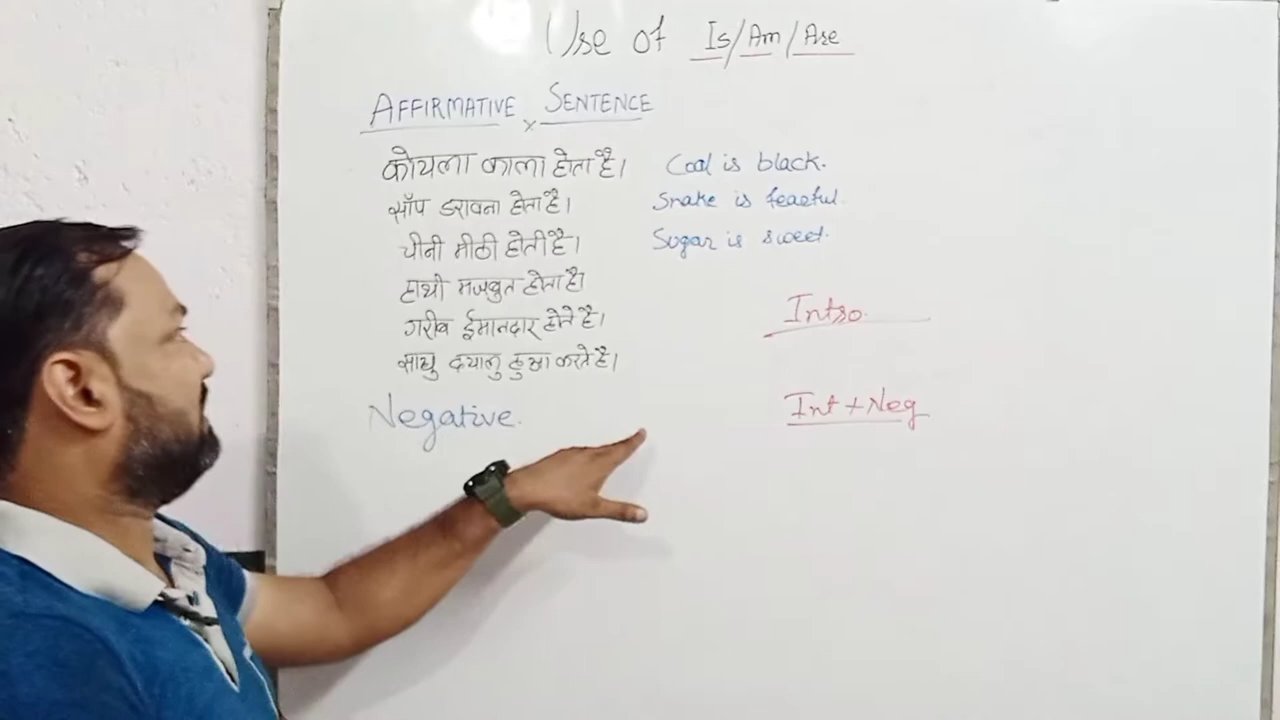 Use of Is/Am/Are
AFFIRMATIVE SENTENCE
कोयला काला होता है। Coal is black.
साँप डरावना होता है। Snake is fearful.
चीनी मीठी होती है। Sugar is sweet.
हाथी मजबुत होता है।
गरीब ईमानदार होते है।
साधु दयालु हुआ करते है।
Intro.
Negative.
Int + Neg